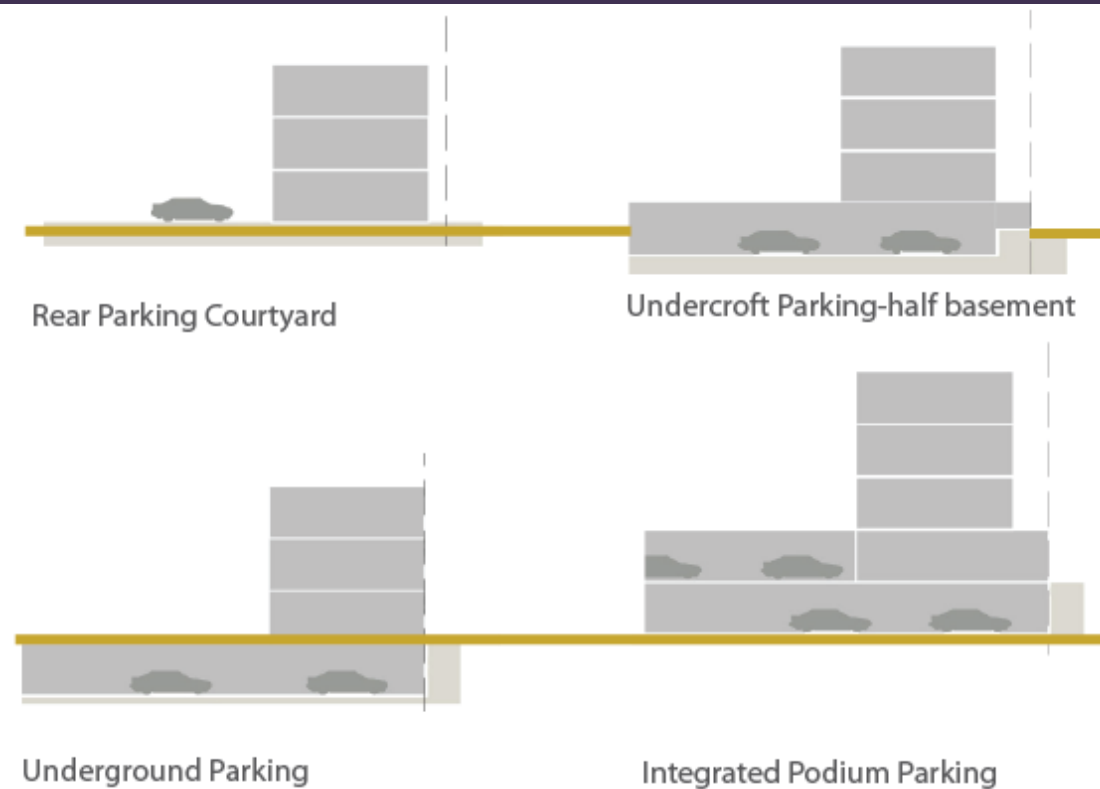 Rear Parking Courtyard
Undercroft Parking-half basement
Underground Parking
Integrated Podium Parking